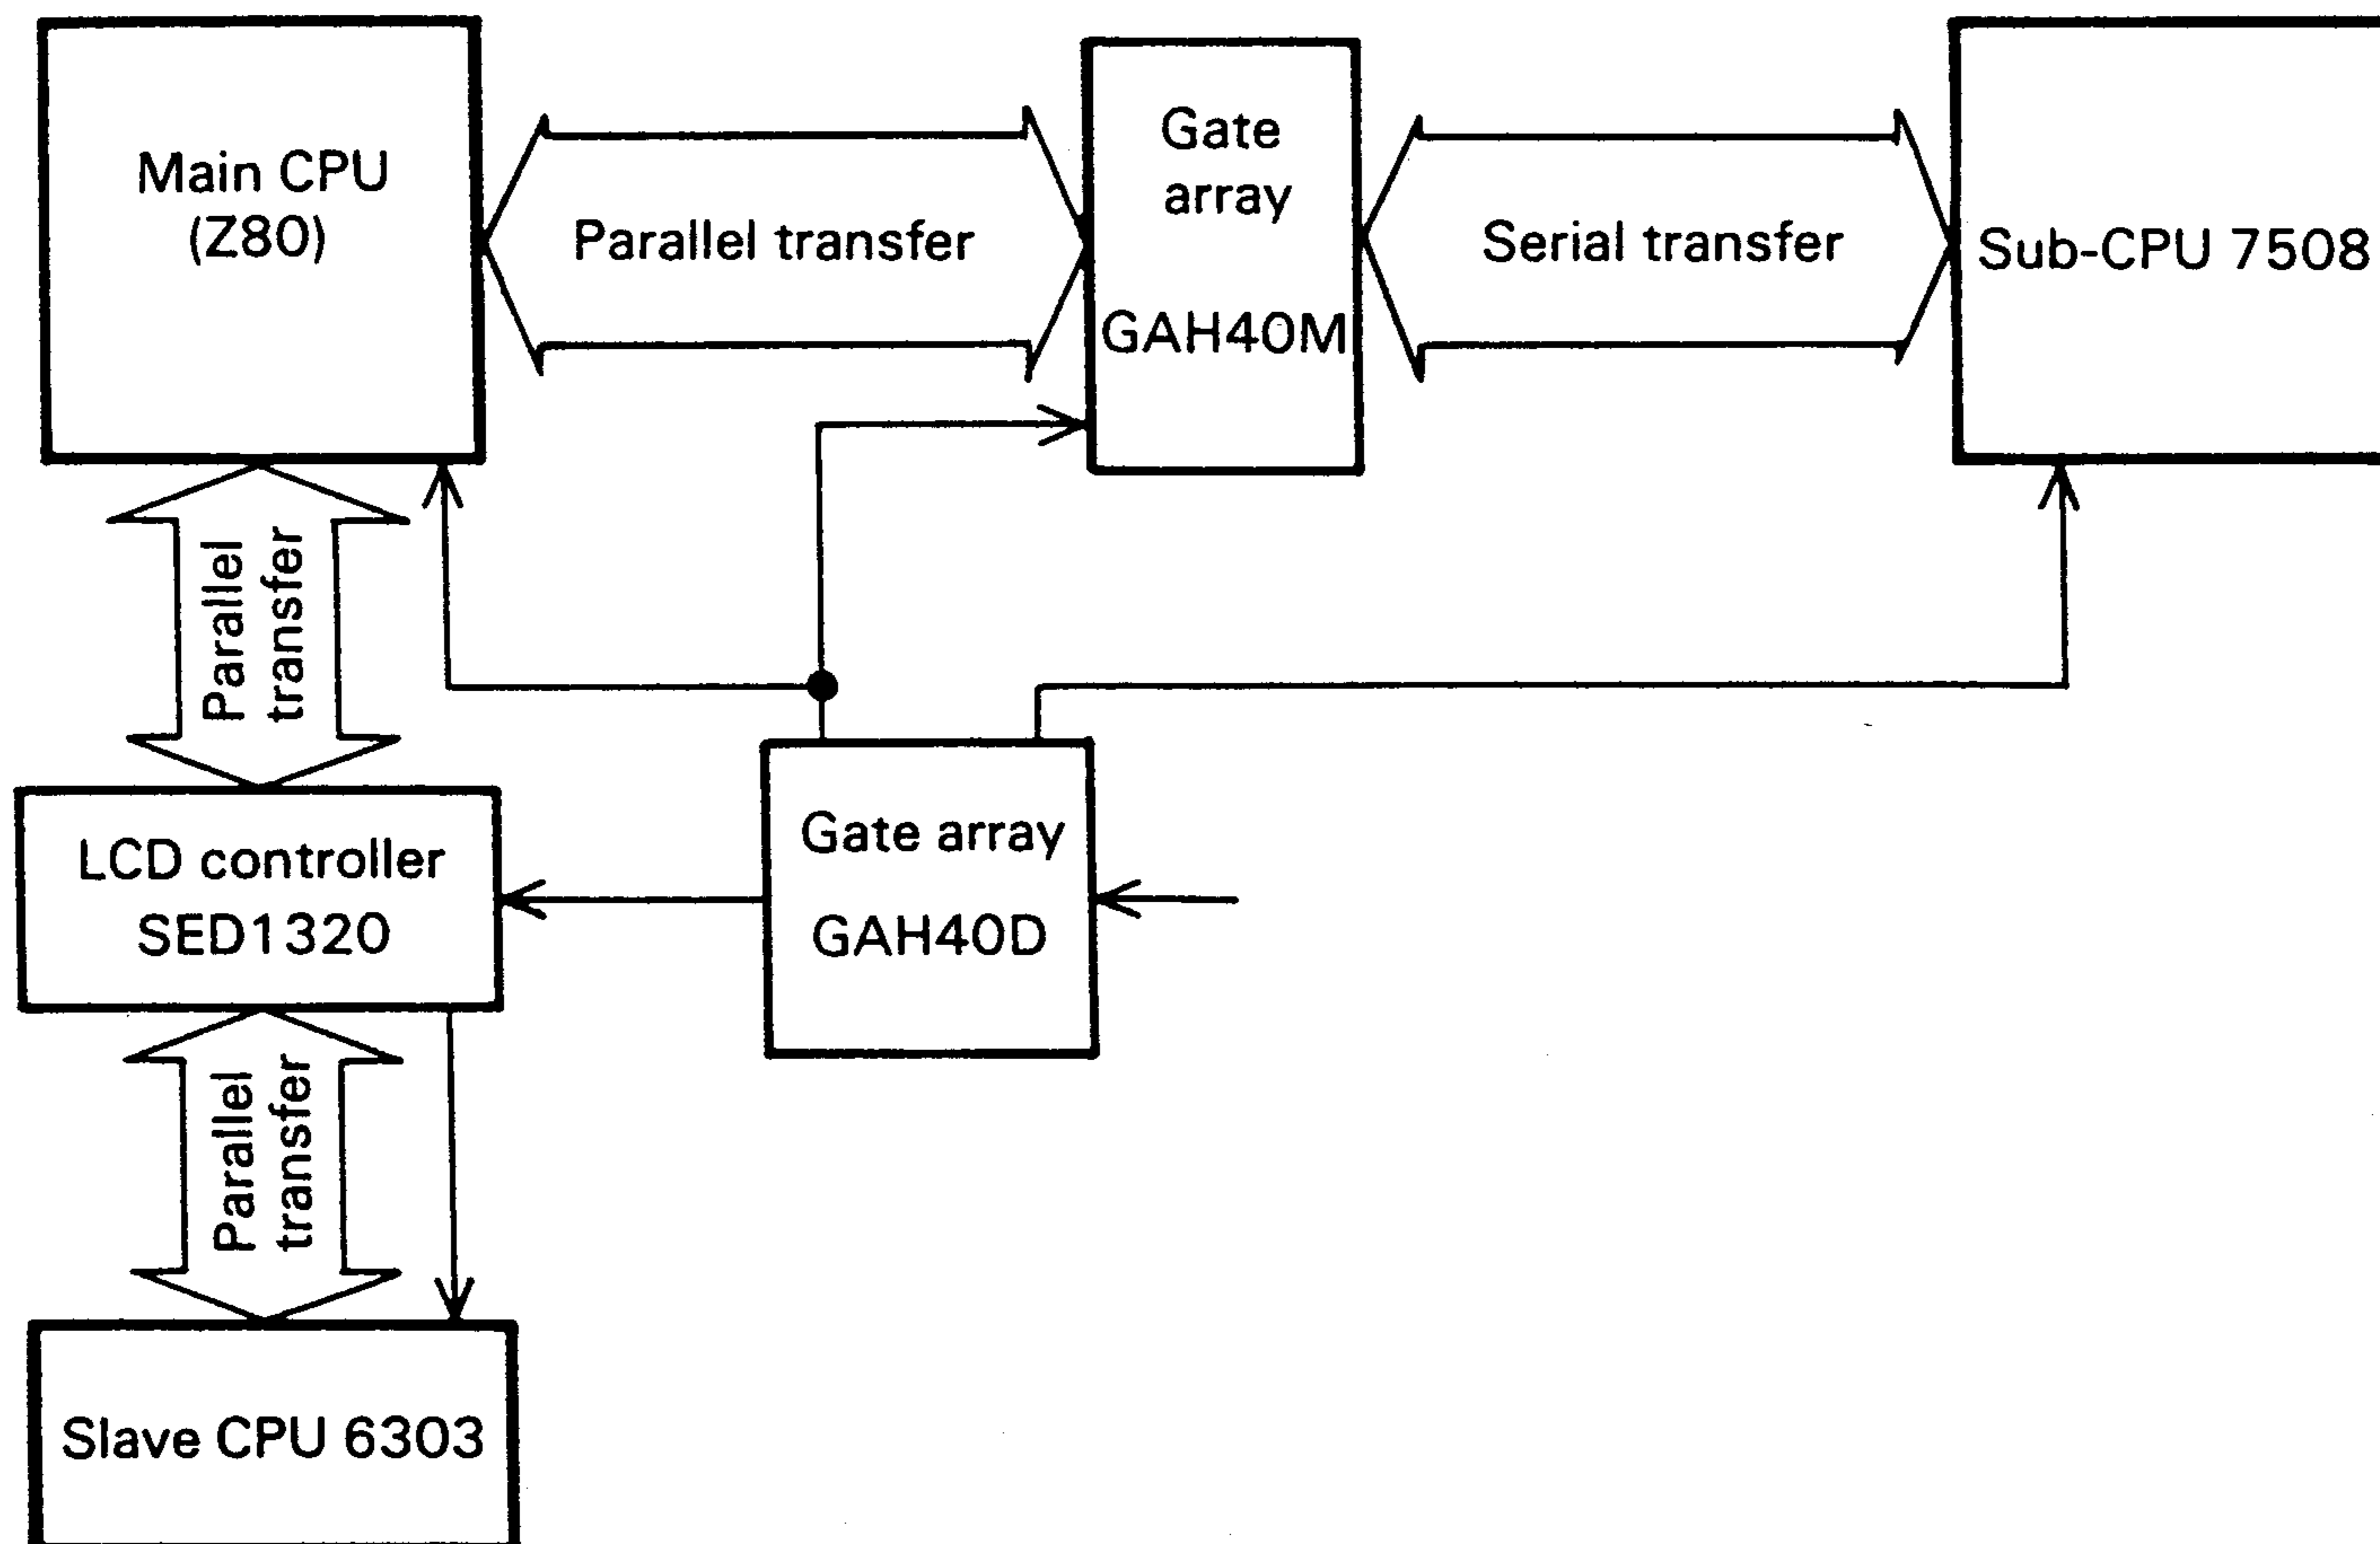 Main CPU
(Z80)
Parallel transfer
Gate
array
GAH40M
Serial transfer
Sub-CPU 7508
Parallel
transfer
LCD controller
SED1320
Gate array
GAH40D
Parallel
transfer
Slave CPU 6303